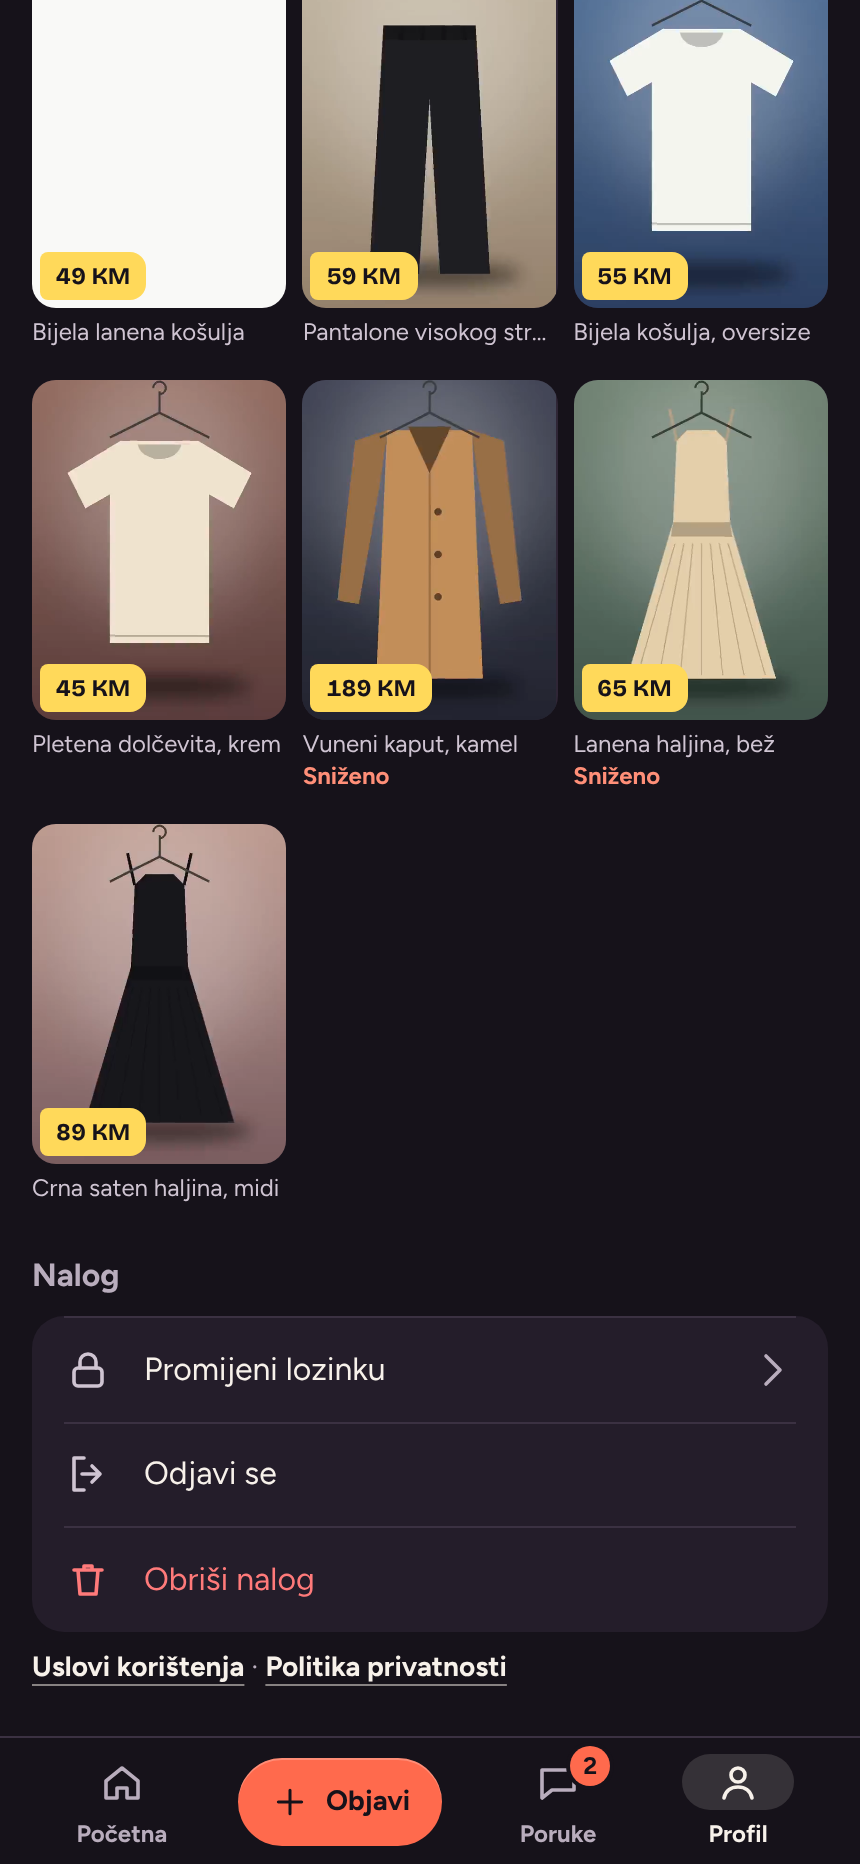 49 KM
59 KM
55 KM
Bijela lanena košulja
Pantalone visokog str...
Bijela košulja, oversize
45 KM
189 KM
65 KM
Pletena dolčevita, krem
Vuneni kaput, kamel
Sniženo
Lanena haljina, bež
Sniženo
89 KM
Crna saten haljina, midi
Nalog
Promijeni lozinku
Odjavi se
Obriši nalog
Uslovi korištenja · Politika privatnosti
Početna
Objavi
2
Poruke
Profil